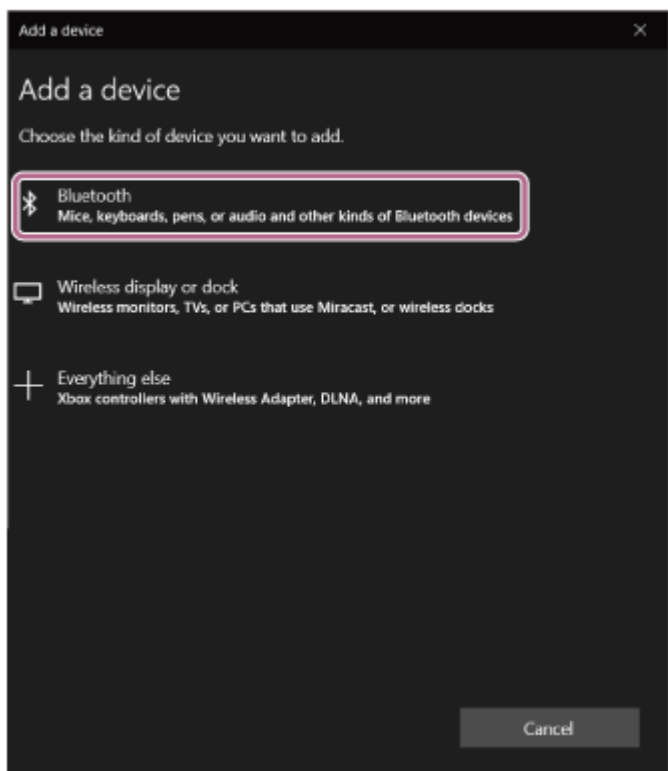 Add a device
Add a device
Choose the kind of device you want to add.
Bluetooth
Mice, keyboards, pens, or audio and other kinds of Bluetooth devices
Wireless display or dock
Wireless monitors, TVs, or PCs that use Miracast, or wireless docks
Everything else
Xbox controllers with Wireless Adapter, DLNA, and more
Cancel